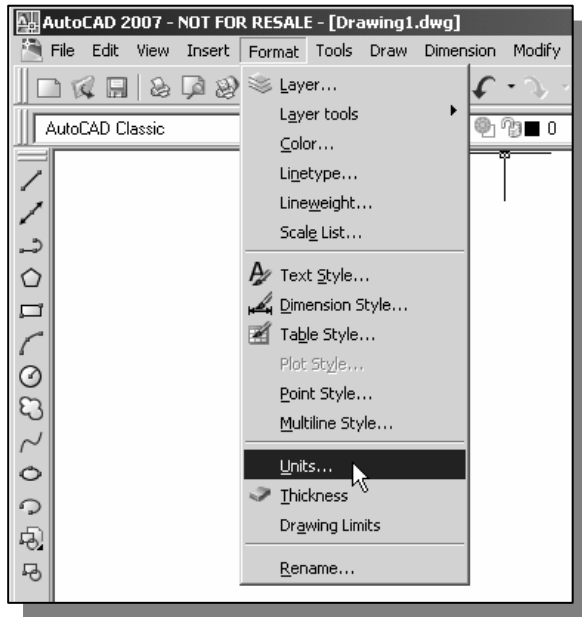 AutoCAD 2007 - NOT FOR RESALE - [Drawing1.dwg]
File Edit View Insert Format Tools Draw Dimension Modify
AutoCAD Classic
0
Layer...
Layer tools
Color...
Linetype...
Lineweight...
Scale List...
Text Style...
Dimension Style...
Table Style...
Plot Style...
Point Style...
Multiline Style...
Units...
Thickness
Drawing Limits
Rename...